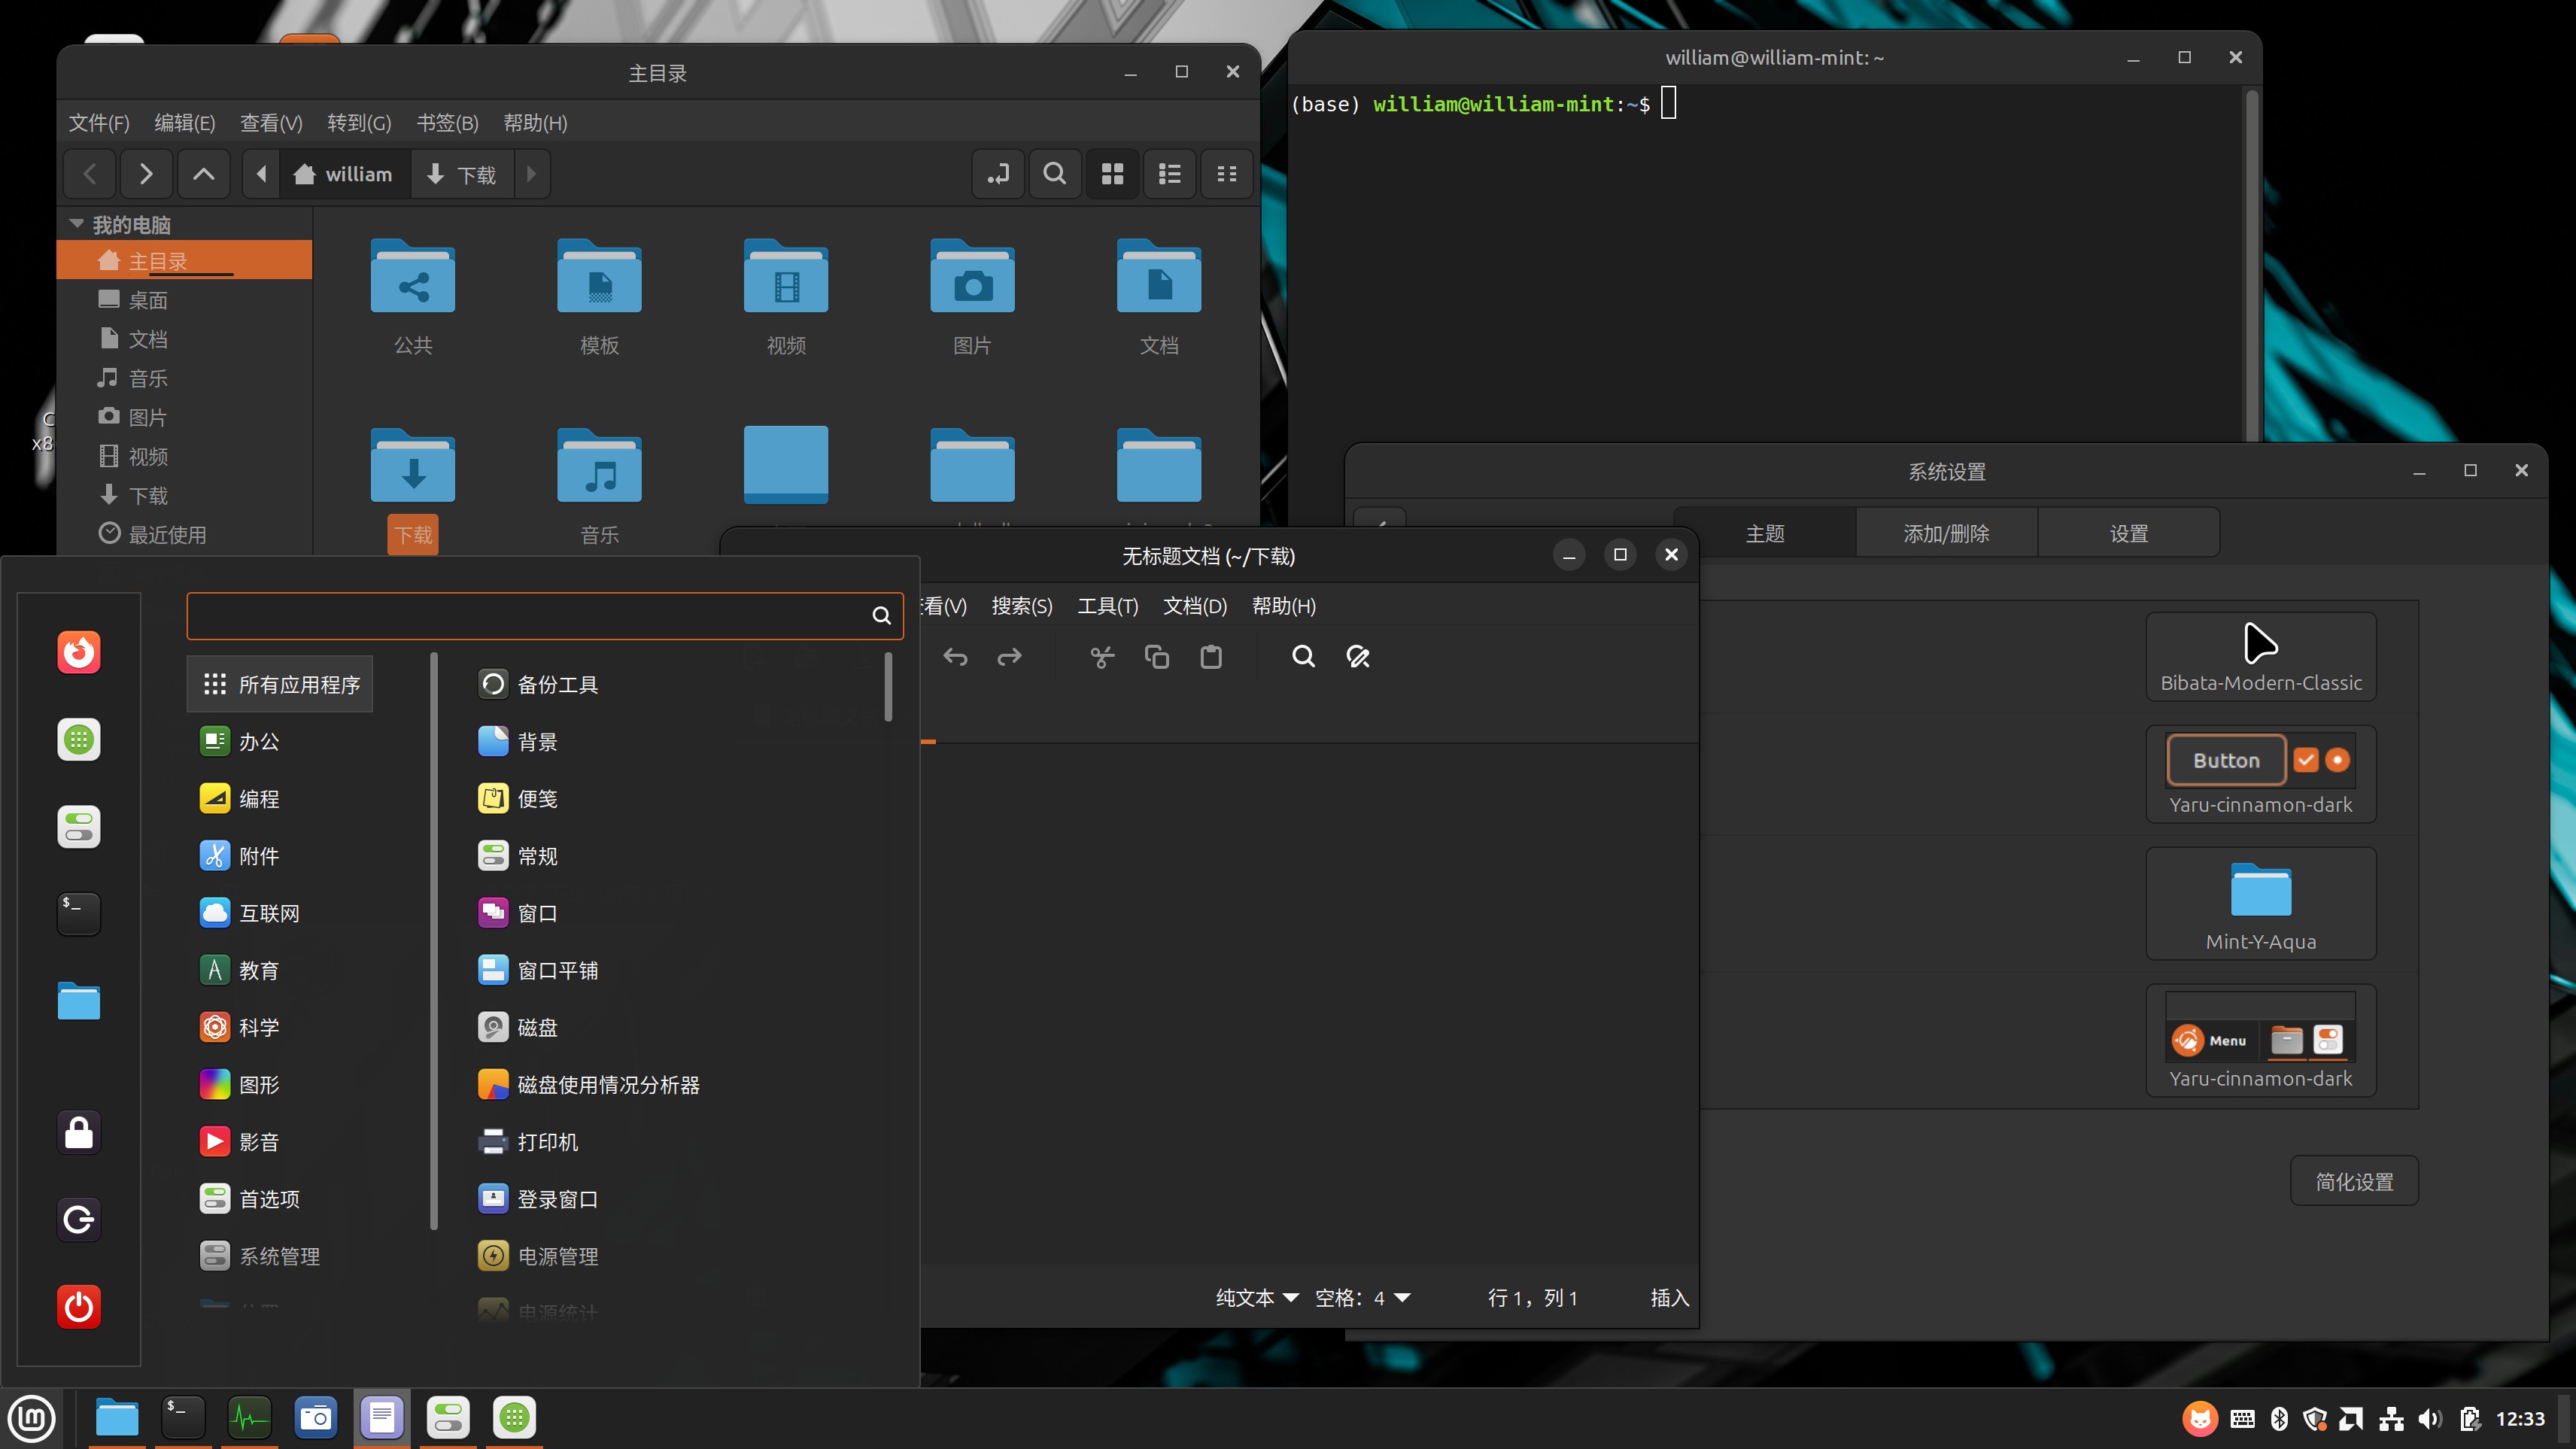 主目录
文件(F) 编辑(E) 查看(V) 转到(G) 书签(B) 帮助(H)
william 下载
我的电脑
主目录
桌面
文档
音乐
图片
视频
下载
最近使用
公共 模板 视频 图片 文档
下载 音乐
william@william-mint: ~
(base) william@william-mint:~$
系统设置
主题 添加/删除 设置
Bibata-Modern-Classic
Button
Yaru-cinnamon-dark
Mint-Y-Aqua
Menu
Yaru-cinnamon-dark
简化设置
无标题文档 (~/下载)
看(V) 搜索(S) 工具(T) 文档(D) 帮助(H)
纯文本 空格：4 行 1，列 1 插入
所有应用程序
办公
编程
附件
互联网
教育
科学
图形
影音
首选项
系统管理
备份工具
背景
便笺
常规
窗口
窗口平铺
磁盘
磁盘使用情况分析器
打印机
登录窗口
电源管理
电源统计
$_
$_
C
x8
12:33